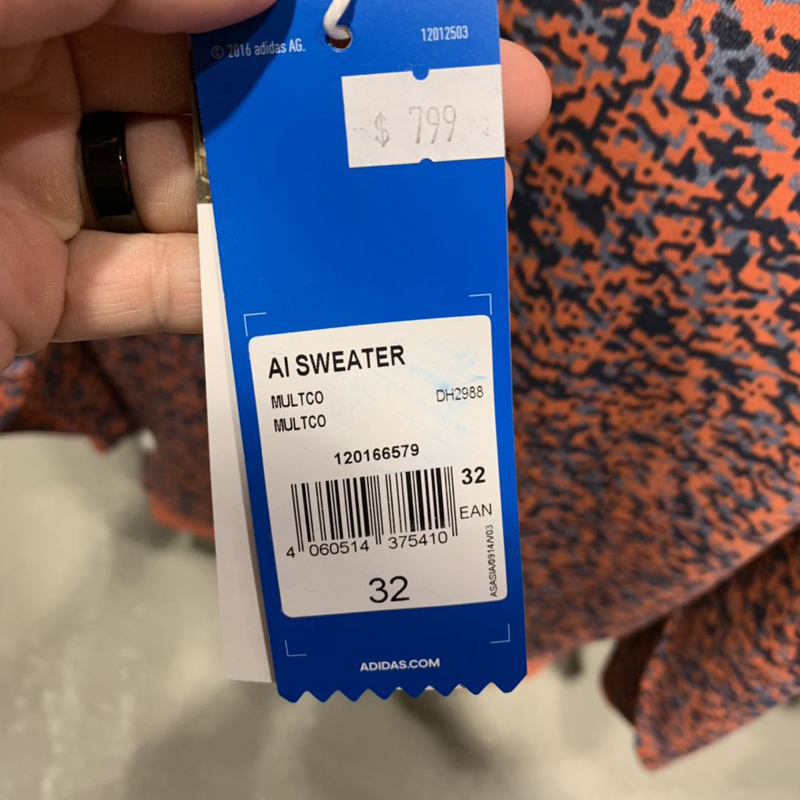 © 2016 adidas AG.
12012503
$ 799
AI SWEATER
MULTCO
DH2988
MULTCO
120166579
32
EAN
4 060514 375410
ASASIA/0914/V03
32
ADIDAS.COM